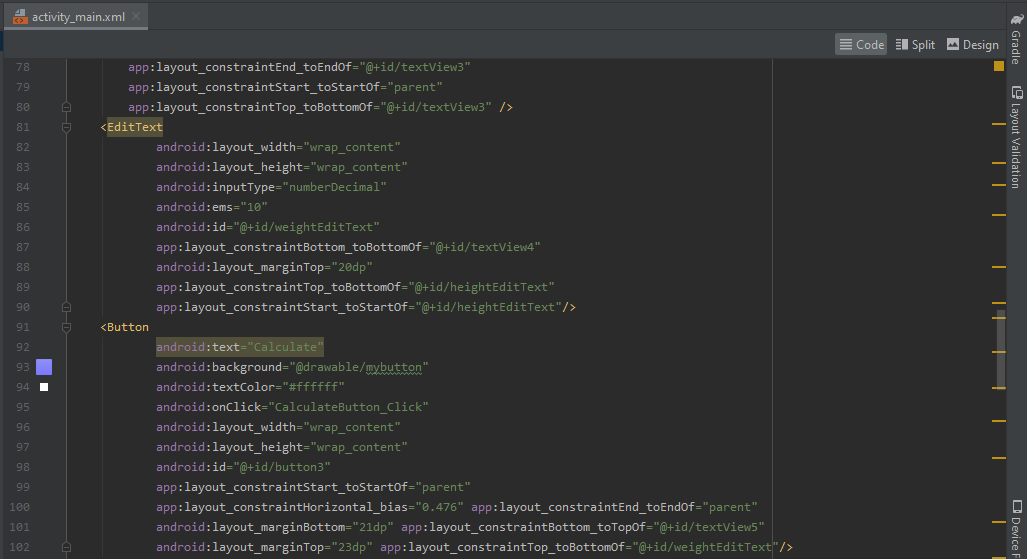 activity_main.xml
Code Split Design
78 app:layout_constraintEnd_toEndOf="@+id/textView3"
79 app:layout_constraintStart_toStartOf="parent"
80 app:layout_constraintTop_toBottomOf="@+id/textView3" />
81 <EditText
82 android:layout_width="wrap_content"
83 android:layout_height="wrap_content"
84 android:inputType="numberDecimal"
85 android:ems="10"
86 android:id="@+id/weightEditText"
87 app:layout_constraintBottom_toBottomOf="@+id/textView4"
88 android:layout_marginTop="20dp"
89 app:layout_constraintTop_toBottomOf="@+id/heightEditText"
90 app:layout_constraintStart_toStartOf="@+id/heightEditText"/>
91 <Button
92 android:text="Calculate"
93 android:background="@drawable/mybutton"
94 android:textColor="#ffffff"
95 android:onClick="CalculateButton_Click"
96 android:layout_width="wrap_content"
97 android:layout_height="wrap_content"
98 android:id="@+id/button3"
99 app:layout_constraintStart_toStartOf="parent"
100 app:layout_constraintHorizontal_bias="0.476" app:layout_constraintEnd_toEndOf="parent"
101 android:layout_marginBottom="21dp" app:layout_constraintBottom_toTopOf="@+id/textView5"
102 android:layout_marginTop="23dp" app:layout_constraintTop_toBottomOf="@+id/weightEditText"/>
Gradle
Layout Validation
Device F